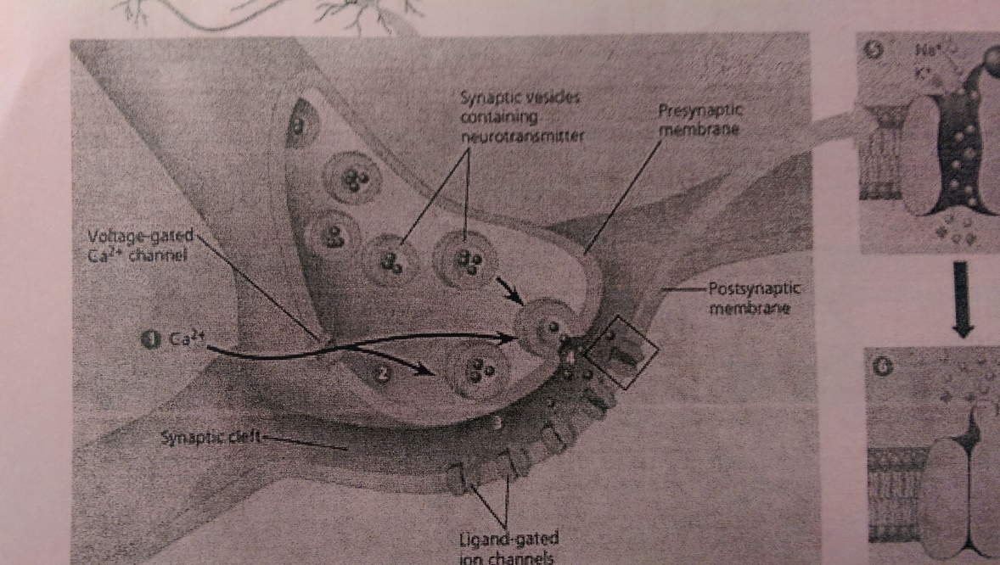 Synaptic vesicles
containing
neurotransmitter
Presynaptic
membrane
5
Na⁺
K⁺
Voltage-gated
Ca²⁺ channel
Postsynaptic
membrane
1 Ca²⁺
2
4
3
6
Synaptic cleft
Ligand-gated
ion channels